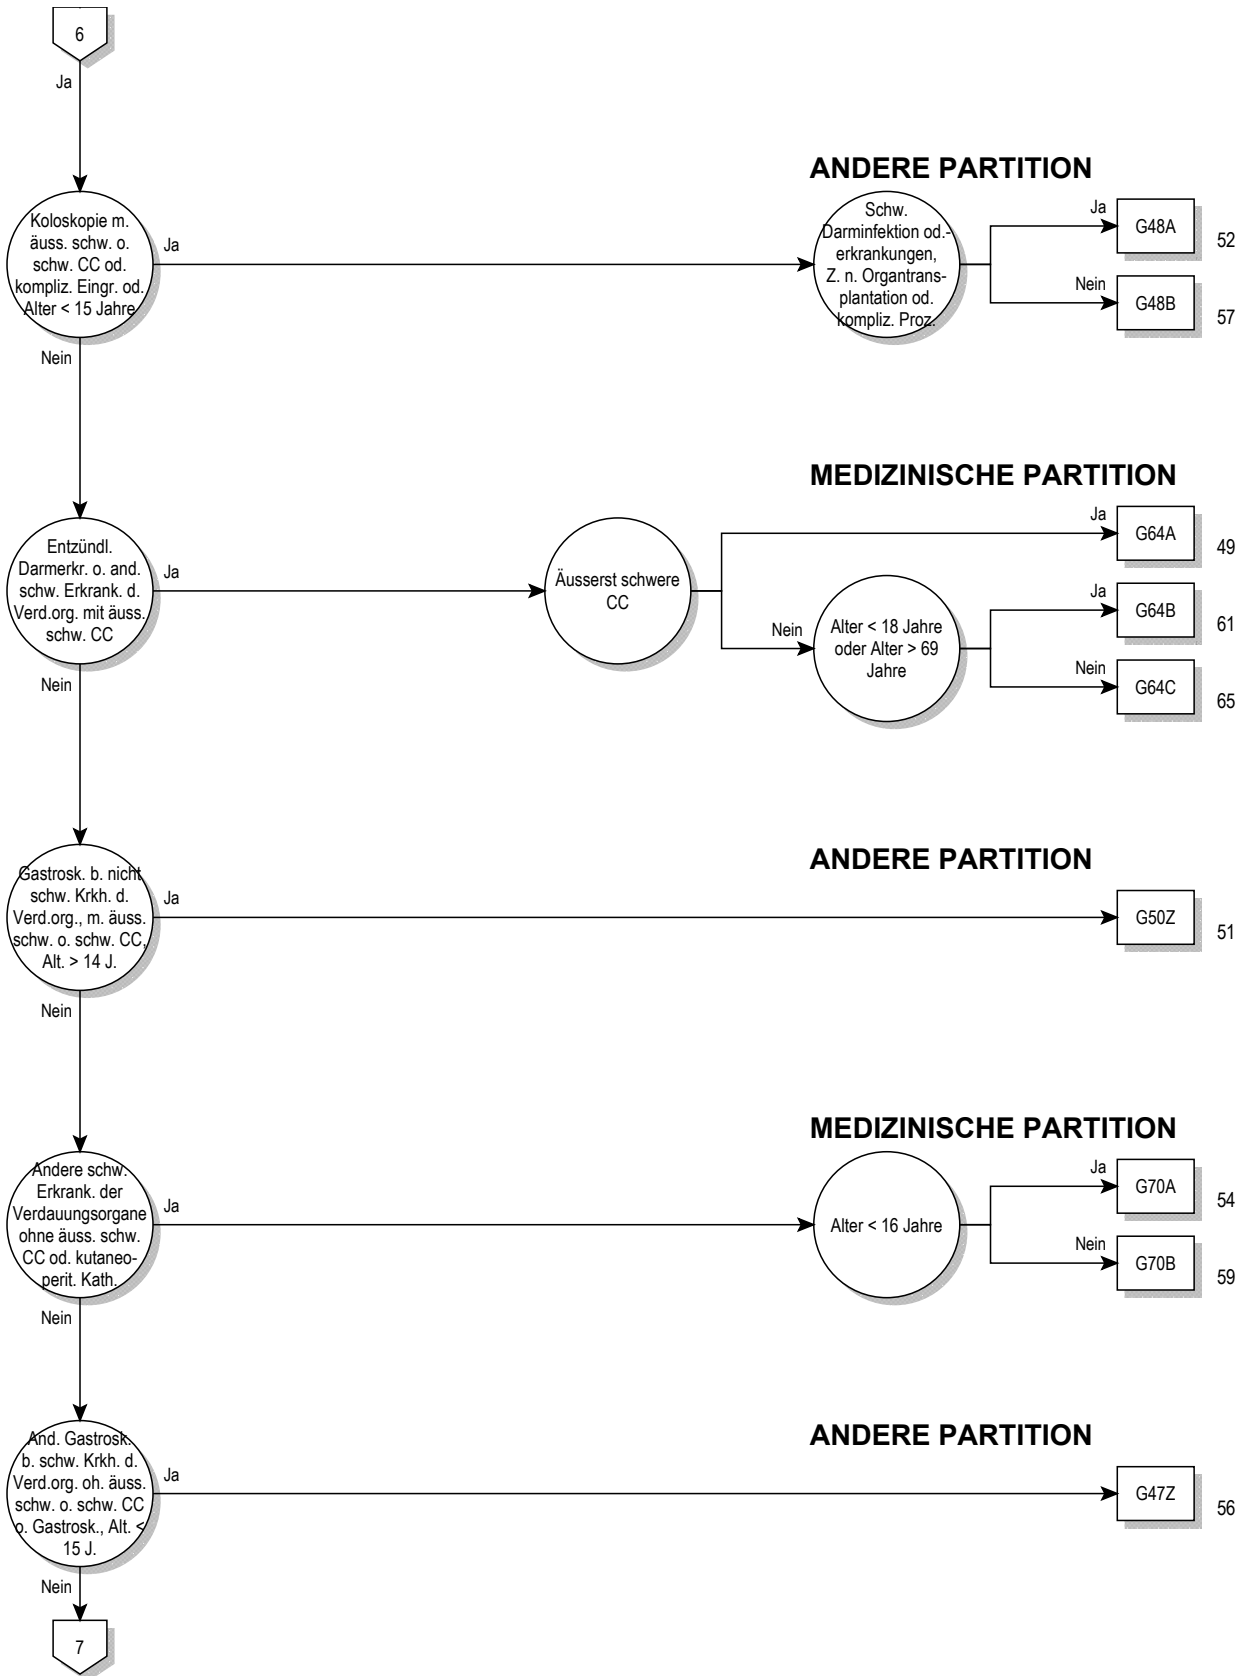 6
Ja
ANDERE PARTITION
Koloskopie m.
äuss. schw. o.
schw. CC od.
kompliz. Eingr. od.
Alter < 15 Jahre
Ja
Schw.
Darminfektion od.-
erkrankungen,
Z. n. Organtrans-
plantation od.
kompliz. Proz.
Ja
G48A
52
Nein
G48B
57
Nein
MEDIZINISCHE PARTITION
Entzündl.
Darmerkr. o. and.
schw. Erkrank. d.
Verd.org. mit äuss.
schw. CC
Ja
Äusserst schwere
CC
Ja
G64A
49
Nein
Alter < 18 Jahre
oder Alter > 69
Jahre
Ja
G64B
61
Nein
G64C
65
Nein
ANDERE PARTITION
Gastrosk. b. nicht
schw. Krkh. d.
Verd.org., m. äuss.
schw. o. schw. CC,
Alt. > 14 J.
Ja
G50Z
51
Nein
MEDIZINISCHE PARTITION
Andere schw.
Erkrank. der
Verdauungsorgane
ohne äuss. schw.
CC od. kutaneo-
perit. Kath.
Ja
Alter < 16 Jahre
Ja
G70A
54
Nein
G70B
59
Nein
ANDERE PARTITION
And. Gastrosk.
b. schw. Krkh. d.
Verd.org. oh. äuss.
schw. o. schw. CC
o. Gastrosk., Alt. <
15 J.
Ja
G47Z
56
Nein
7